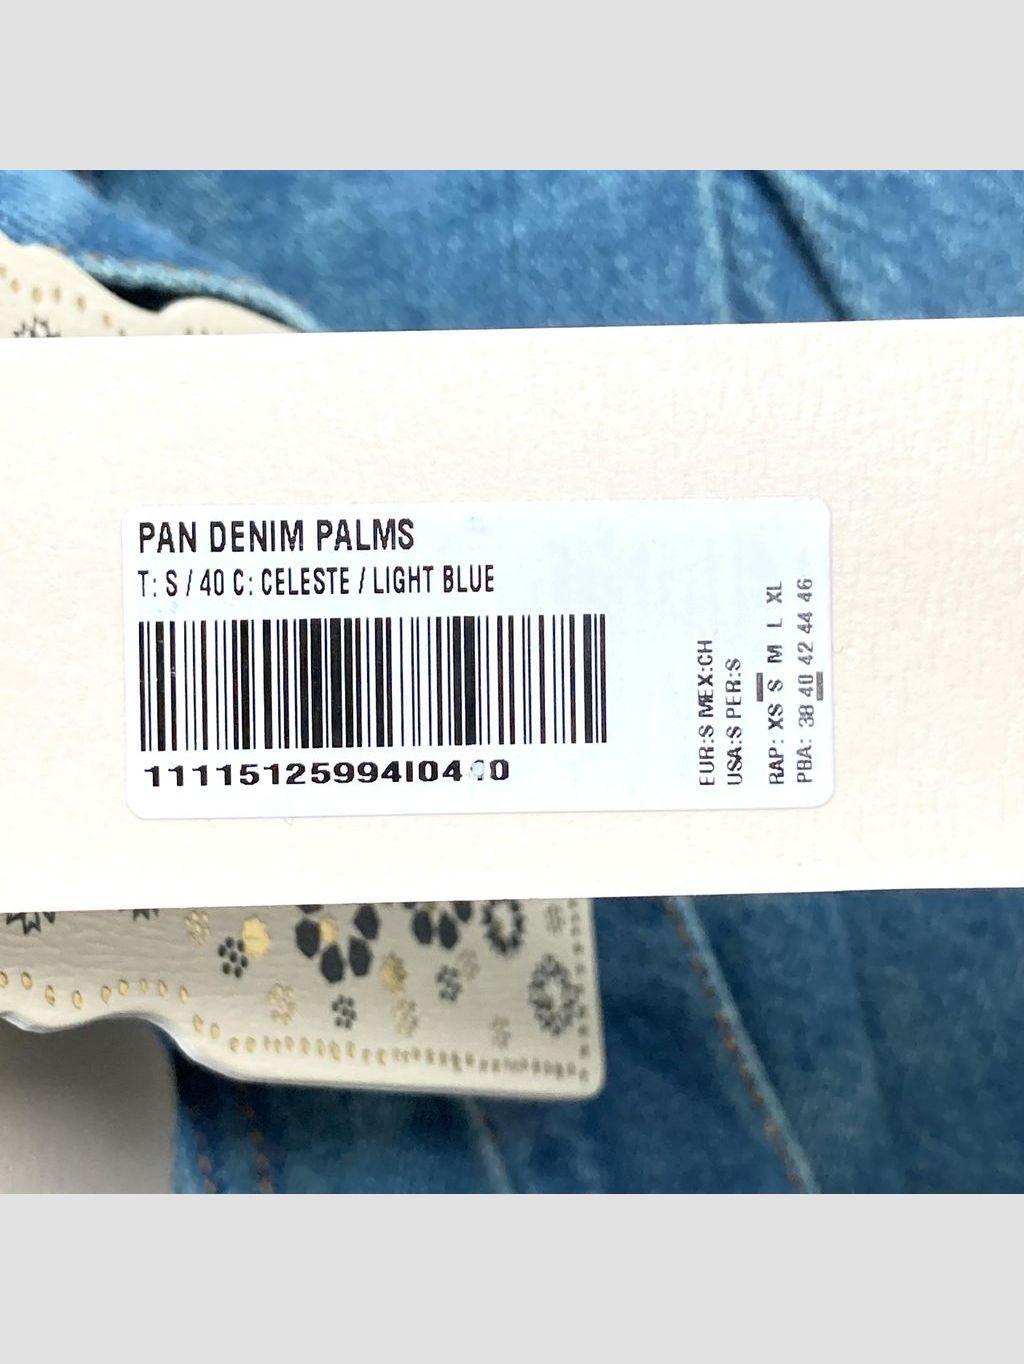 PAN DENIM PALMS
T: S / 40 C: CELESTE / LIGHT BLUE
EUR:S MEX:CH
USA:S PER:S
RAP: XS S M L XL
PBA: 38 40 42 44 46